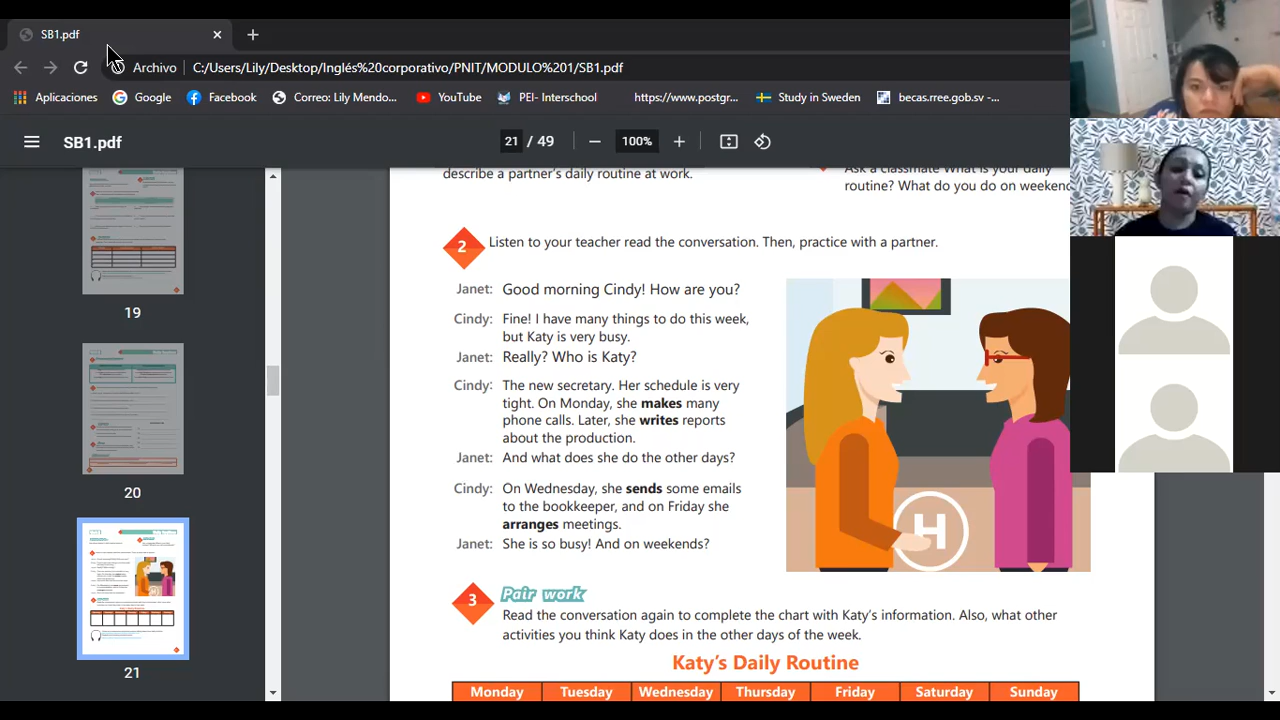 SB1.pdf
Archivo C:/Users/Lily/Desktop/Inglés%20corporativo/PNIT/MODULO%201/SB1.pdf
Aplicaciones Google Facebook Correo: Lily Mendo... YouTube PEI- Interschool https://www.postgr... Study in Sweden becas.rree.gob.sv -...
SB1.pdf 21 / 49 100%
describe a partner's daily routine at work.
Ask a classmate What is your daily
routine? What do you do on weekend
2 Listen to your teacher read the conversation. Then, practice with a partner.
Janet: Good morning Cindy! How are you?
Cindy: Fine! I have many things to do this week,
but Katy is very busy.
Janet: Really? Who is Katy?
Cindy: The new secretary. Her schedule is very
tight. On Monday, she makes many
phone calls. Later, she writes reports
about the production.
Janet: And what does she do the other days?
Cindy: On Wednesday, she sends some emails
to the bookkeeper, and on Friday she
arranges meetings.
Janet: She is so busy! And on weekends?
3 Pair work
Read the conversation again to complete the chart with Katy's information. Also, what other
activities you think Katy does in the other days of the week.
Katy's Daily Routine
Monday Tuesday Wednesday Thursday Friday Saturday Sunday
19
20
21
H